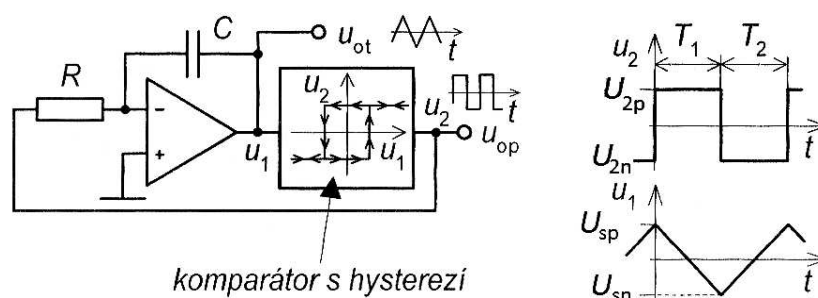 C
u_ot
t
R
-
+
u_1
u_2
u_1
u_2
t
u_op
komparátor s hysterezí
u_2
T_1
T_2
U_2p
U_2n
t
u_1
U_sp
U_sn
t